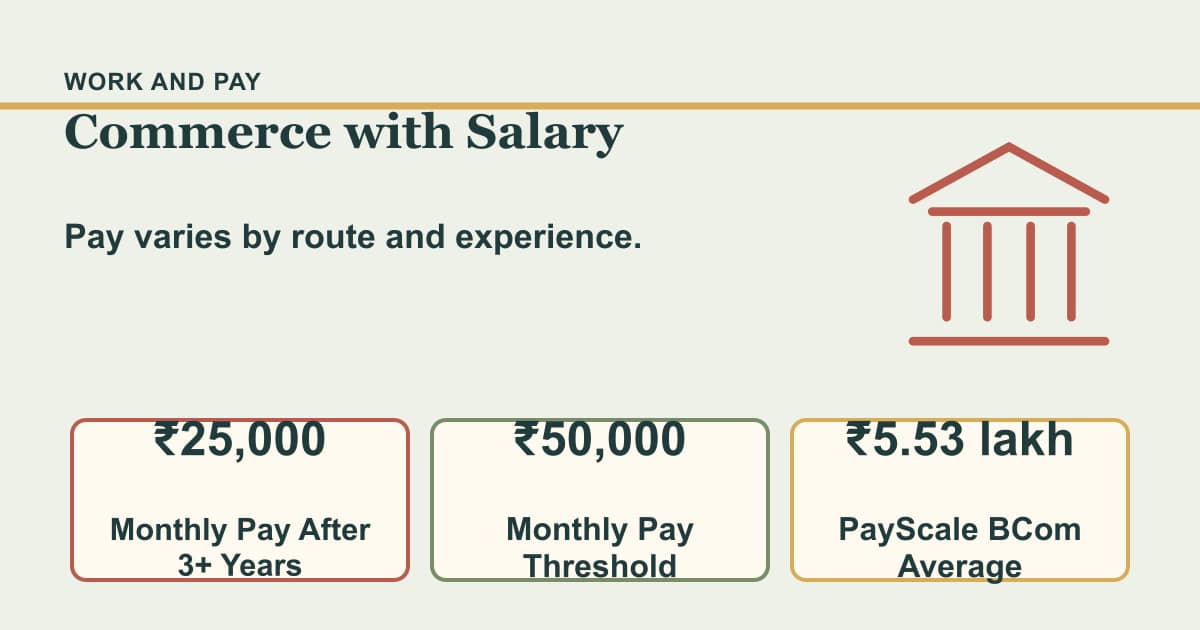 WORK AND PAY
Commerce with Salary
Pay varies by route and experience.
₹25,000
Monthly Pay After
3+ Years
₹50,000
Monthly Pay
Threshold
₹5.53 lakh
PayScale BCom
Average